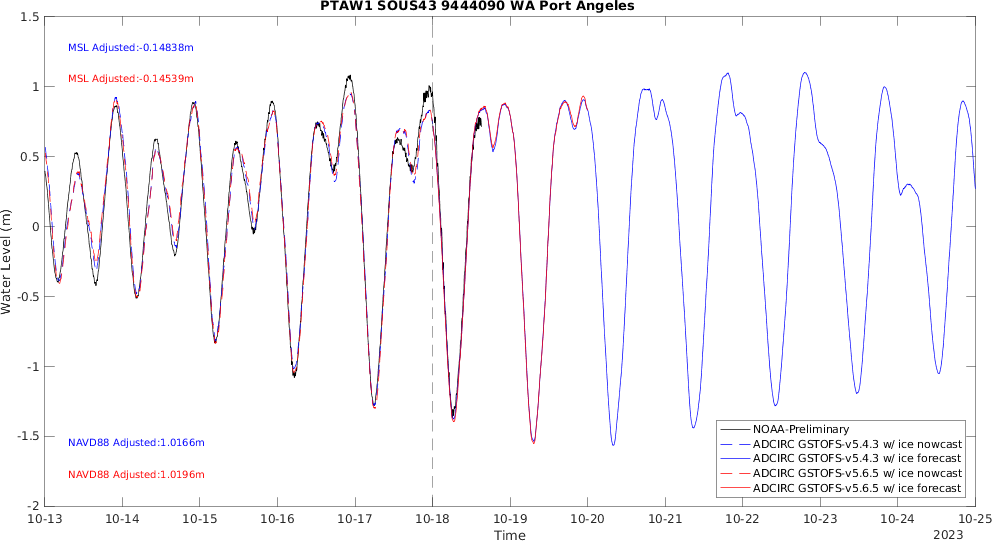 PTAW1 SOUS43 9444090 WA Port Angeles
1.5
1
0.5
0
-0.5
-1
-1.5
-2
Water Level (m)
MSL Adjusted:-0.14838m
MSL Adjusted:-0.14539m
NAVD88 Adjusted:1.0166m
NAVD88 Adjusted:1.0196m
NOAA-Preliminary
ADCIRC GSTOFS-v5.4.3 w/ ice nowcast
ADCIRC GSTOFS-v5.4.3 w/ ice forecast
ADCIRC GSTOFS-v5.6.5 w/ ice nowcast
ADCIRC GSTOFS-v5.6.5 w/ ice forecast
10-13 10-14 10-15 10-16 10-17 10-18 10-19 10-20 10-21 10-22 10-23 10-24 10-25
Time
2023